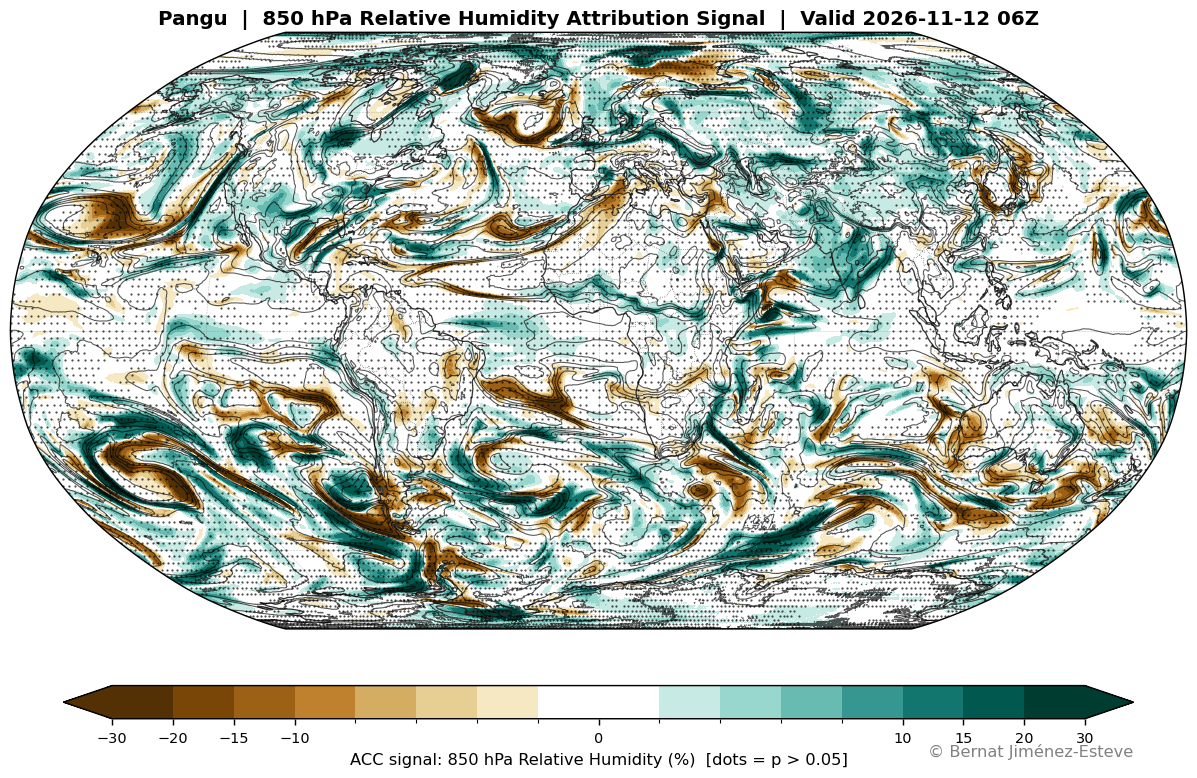 Pangu | 850 hPa Relative Humidity Attribution Signal | Valid 2026-11-12 06Z
−30 −20 −15 −10 0 10 15 20 30
ACC signal: 850 hPa Relative Humidity (%) [dots = p > 0.05]
© Bernat Jiménez-Esteve